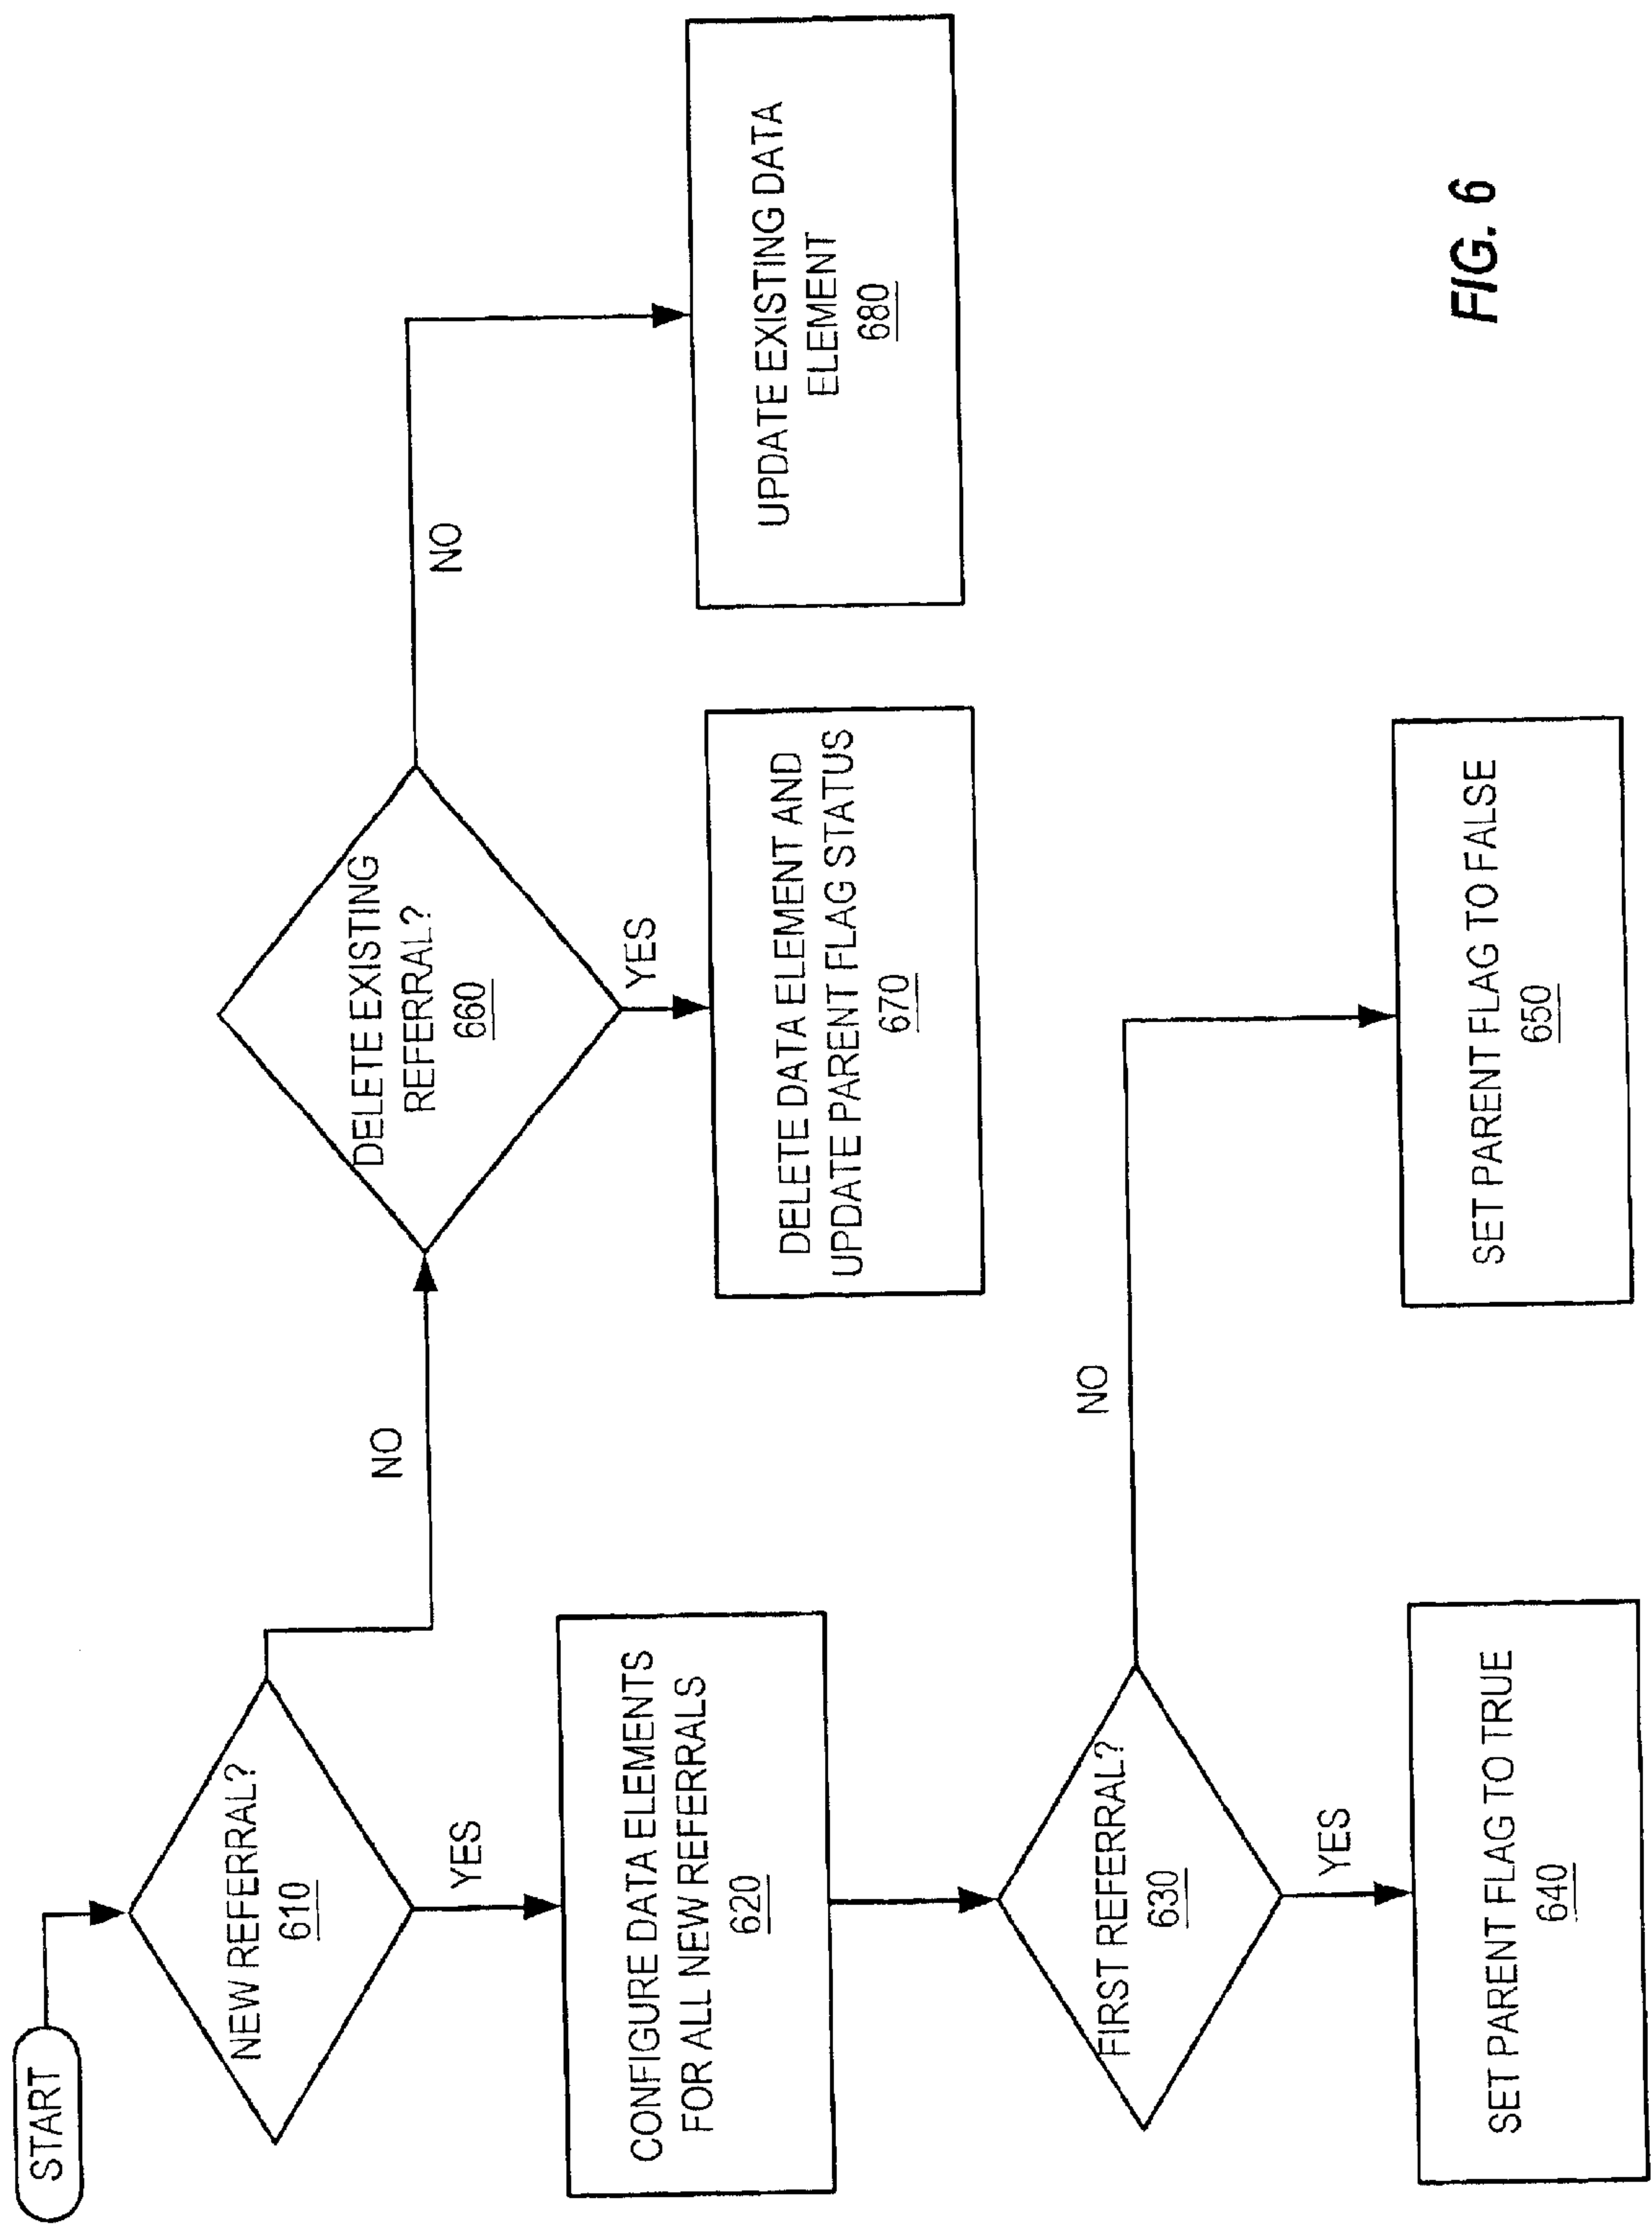 START
NEW REFERRAL?
610
NO
DELETE EXISTING
REFERRAL?
660
NO
YES
YES
CONFIGURE DATA ELEMENTS
FOR ALL NEW REFERRALS
620
DELETE DATA ELEMENT AND
UPDATE PARENT FLAG STATUS
670
UPDATE EXISTING DATA
ELEMENT
680
FIRST REFERRAL?
630
NO
YES
SET PARENT FLAG TO TRUE
640
SET PARENT FLAG TO FALSE
650
FIG. 6